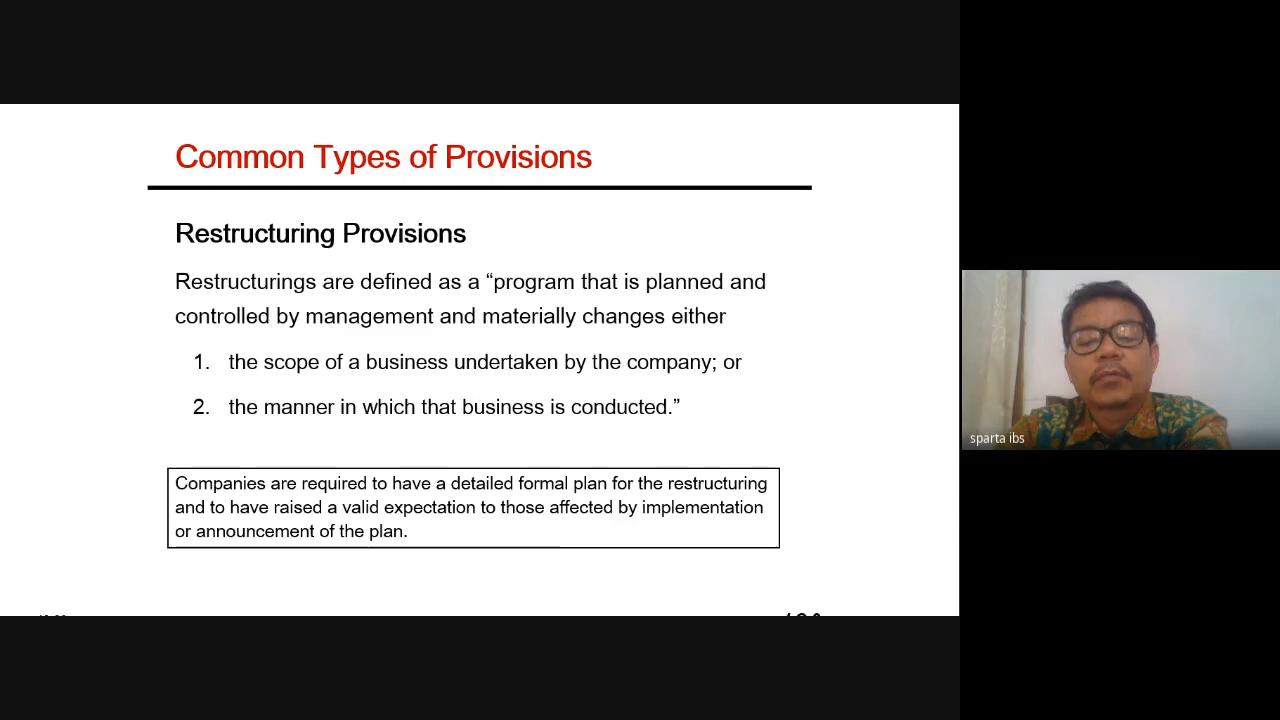 Common Types of Provisions
Restructuring Provisions
Restructurings are defined as a “program that is planned and
controlled by management and materially changes either
1. the scope of a business undertaken by the company; or
2. the manner in which that business is conducted.”
Companies are required to have a detailed formal plan for the restructuring
and to have raised a valid expectation to those affected by implementation
or announcement of the plan.
sparta ibs